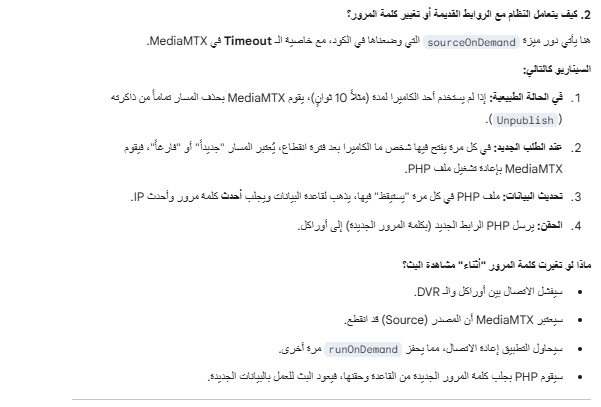 2. كيف يتعامل النظام مع الروابط القديمة أو تغيير كلمة المرور؟
هنا يأتي دور ميزة sourceOnDemand التي وضعناها في الكود، مع خاصية الـ Timeout في MediaMTX.
السيناريو كالتالي:
1. في الحالة الطبيعية: إذا لم يستخدم أحد الكاميرا لمدة (مثلاً 10 ثوانٍ)، يقوم MediaMTX بحذف المسار تماماً من ذاكرته
( Unpublish ).
2. عند الطلب الجديد: في كل مرة يفتح فيها شخص ما الكاميرا بعد فترة انقطاع، يُعتبر المسار "جديداً" أو "فارغاً"، فيقوم
MediaMTX بإعادة تشغيل ملف PHP.
3. تحديث البيانات: ملف PHP في كل مرة "يستيقظ" فيها، يذهب لقاعدة البيانات ويجلب أحدث كلمة مرور وأحدث IP.
4. الحقن: يرسل PHP الرابط الجديد (بكلمة المرور الجديدة) إلى أوراكل.
ماذا لو تغيرت كلمة المرور "أثناء" مشاهدة البث؟
• سيفشل الاتصال بين أوراكل والـ DVR.
• سيعتبر MediaMTX أن المصدر (Source) قد انقطع.
• سيحاول التطبيق إعادة الاتصال، مما يحفز runOnDemand مرة أخرى.
• سيقوم PHP بجلب كلمة المرور الجديدة من القاعدة وحقنها، فيعود البث للعمل بالبيانات الجديدة.